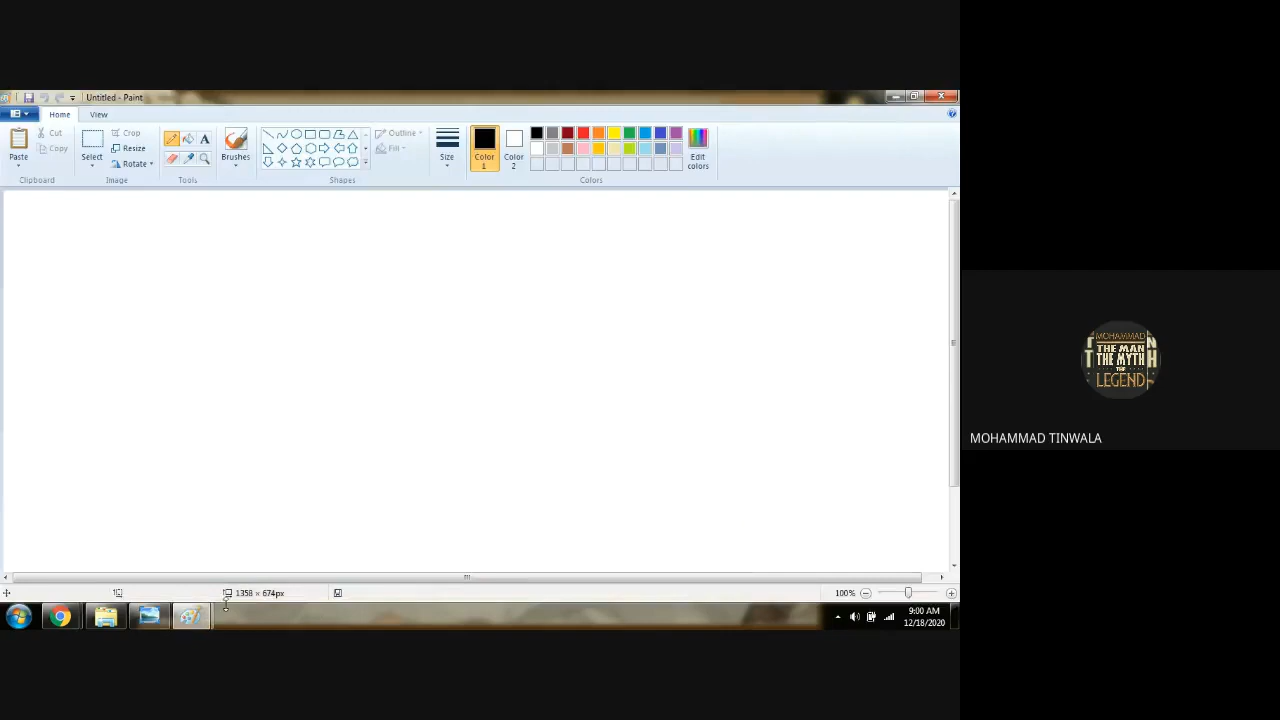 Untitled - Paint
Home View
Paste
Cut
Copy
Clipboard
Select
Crop
Resize
Rotate
Image
A
Tools
Brushes
Outline
Fill
Shapes
Size
Color
1
Color
2
Edit
colors
Colors
MOHAMMAD
THE MAN
THE MYTH
THE
LEGEND
MOHAMMAD TINWALA
1358 × 674px
100%
9:00 AM
12/18/2020